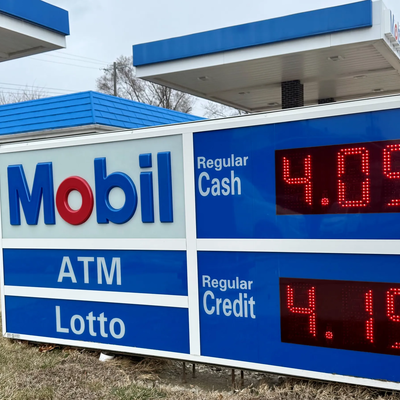 Mobil
ATM
Lotto
Regular
Cash
4.09
Regular
Credit
4.19